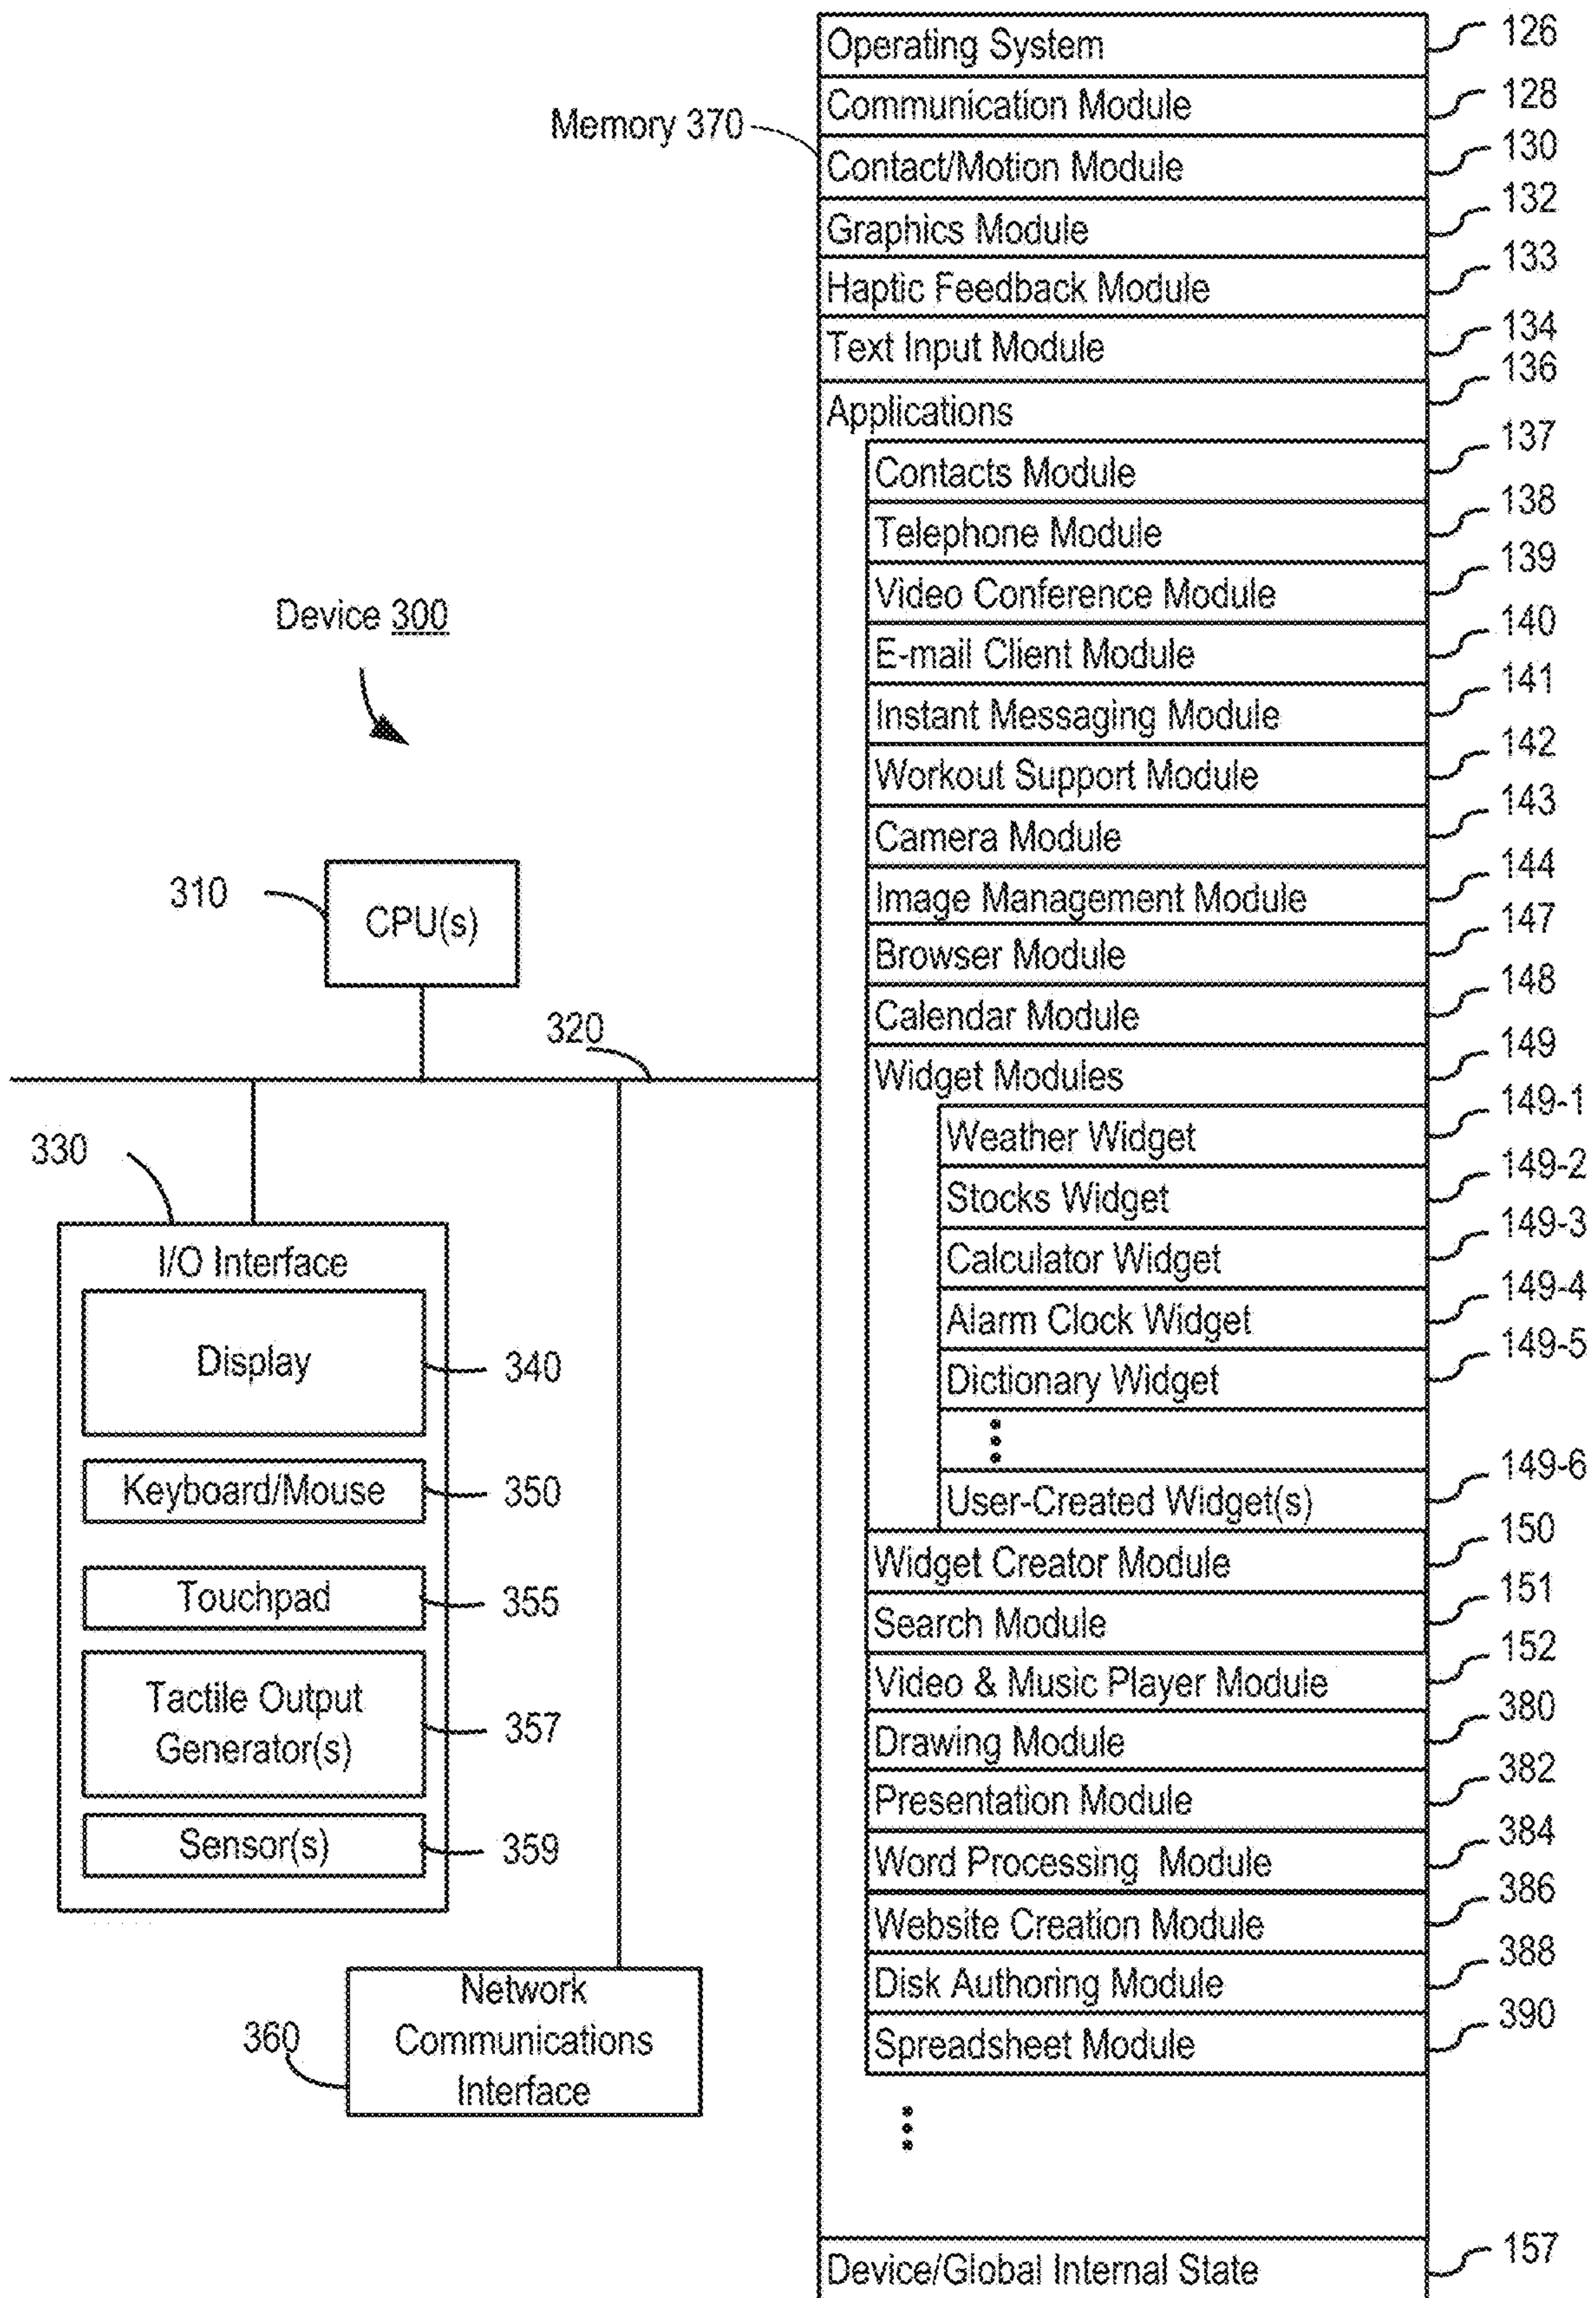 Operating System 126
Communication Module 128
Memory 370
Contact/Motion Module 130
Graphics Module 132
Haptic Feedback Module 133
Text Input Module 134
Applications 136
Contacts Module 137
Telephone Module 138
Video Conference Module 139
E-mail Client Module 140
Instant Messaging Module 141
Workout Support Module 142
Camera Module 143
Image Management Module 144
Browser Module 147
Calendar Module 148
Widget Modules 149
Weather Widget 149-1
Stocks Widget 149-2
Calculator Widget 149-3
Alarm Clock Widget 149-4
Dictionary Widget 149-5
User-Created Widget(s) 149-6
Widget Creator Module 150
Search Module 151
Video & Music Player Module 152
Drawing Module 380
Presentation Module 382
Word Processing Module 384
Website Creation Module 386
Disk Authoring Module 388
Spreadsheet Module 390
Device/Global Internal State 157
Device 300
310
CPU(s)
320
330
I/O Interface
Display 340
Keyboard/Mouse 350
Touchpad 355
Tactile Output
Generator(s) 357
Sensor(s) 359
360
Network
Communications
Interface